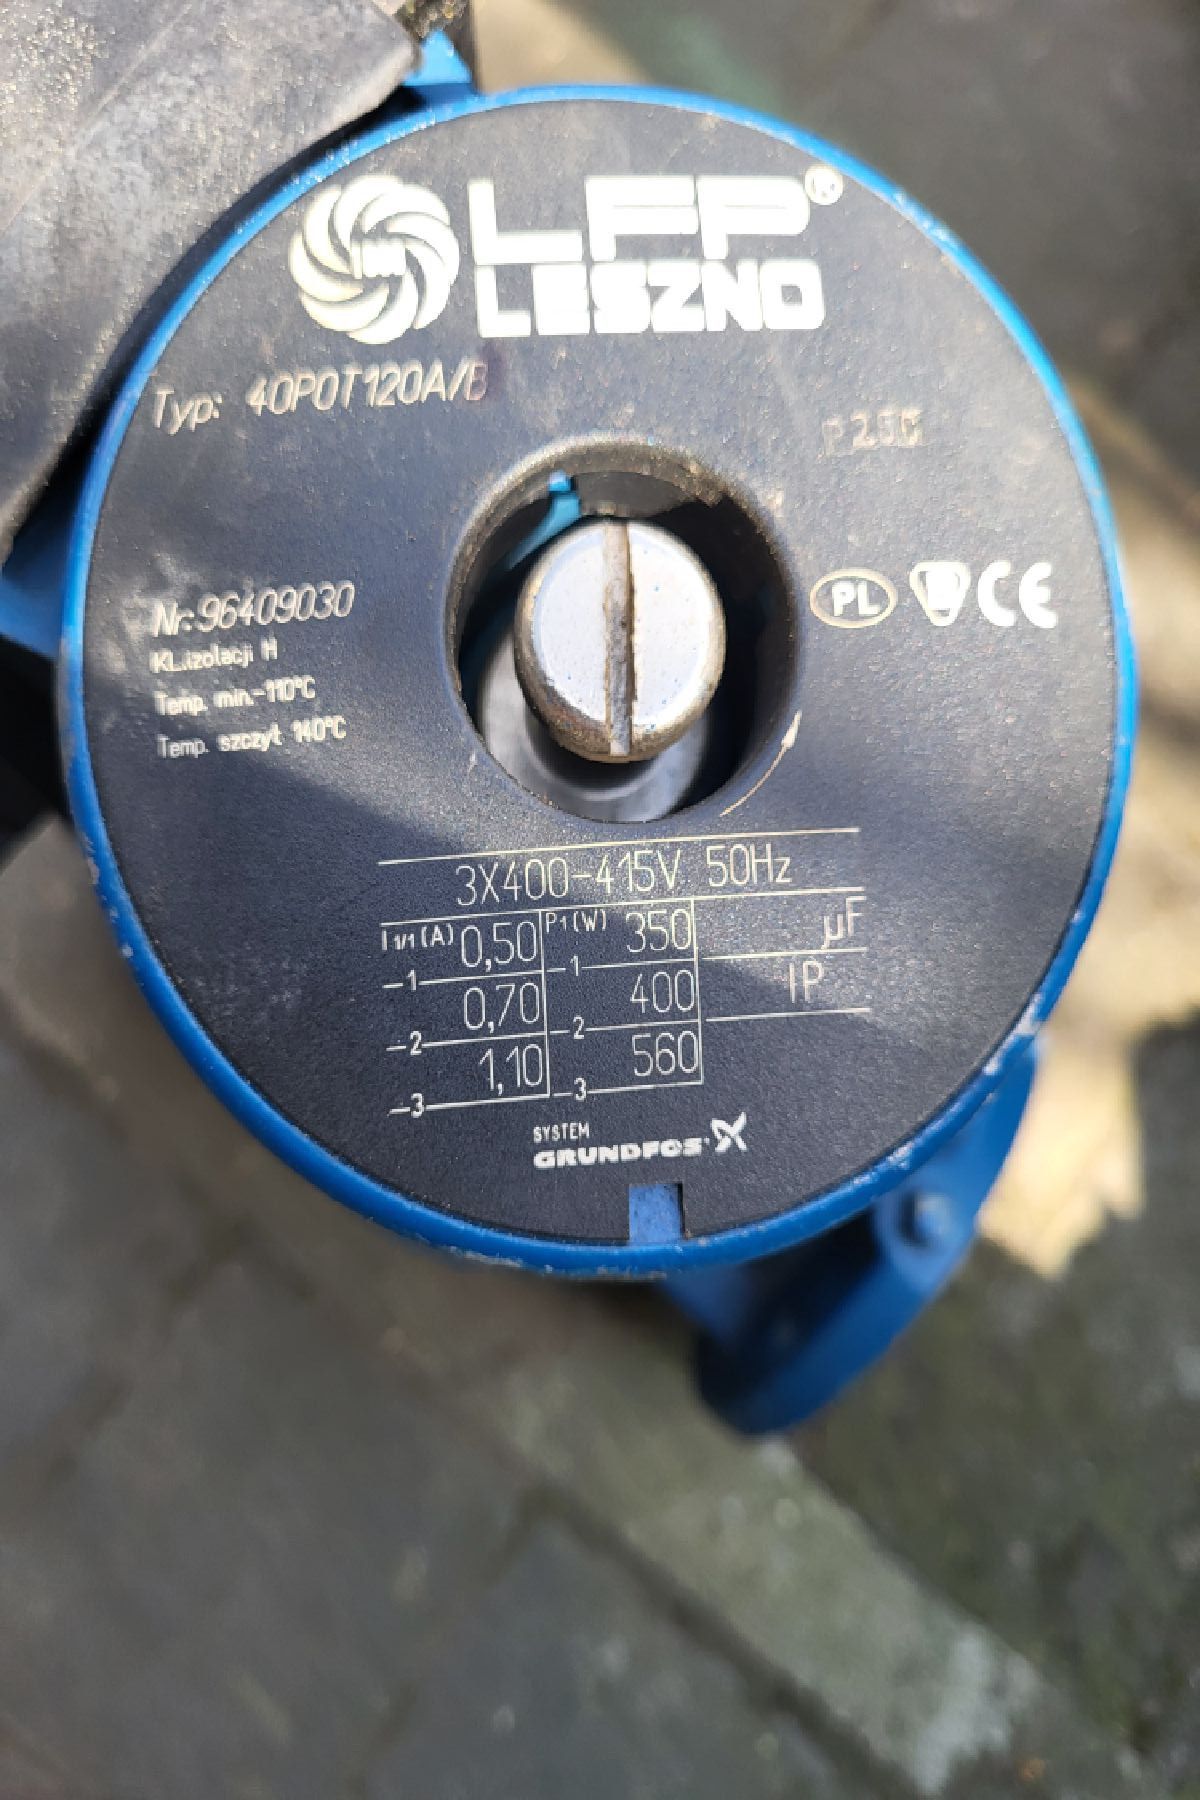 LFP®
LESZNO
Typ: 40POT120A/B
Nr: 96409030
KL.izolacji H
Temp. min.-110°C
Temp. szczyt 140°C
PL B CE
3X400-415V 50Hz
I 1/1 (A) 0,50 P1 (W) 350 µF
-1 0,70 -1 400 IP
-2 1,10 -2 560
-3 -3
SYSTEM
GRUNDFOS